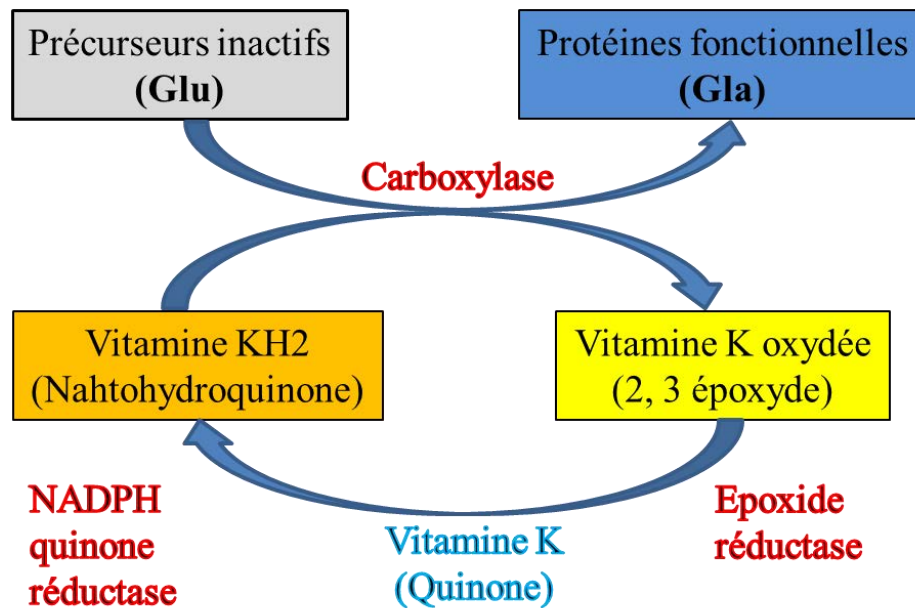 Précurseurs inactifs
(Glu)
Protéines fonctionnelles
(Gla)
Carboxylase
Vitamine KH2
(Nahtohydroquinone)
Vitamine K oxydée
(2, 3 époxyde)
NADPH
quinone
réductase
Vitamine K
(Quinone)
Epoxide
réductase